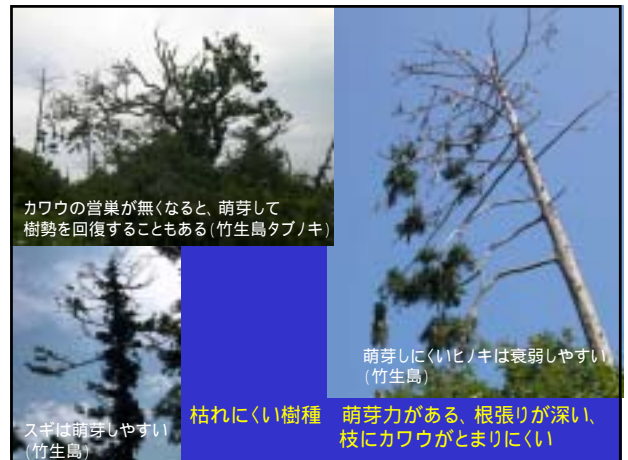 カワウの営巣が無くなると、萌芽して
樹勢を回復することもある(竹生島タブノキ)
萌芽しにくいヒノキは衰弱しやすい
(竹生島)
スギは萌芽しやすい
(竹生島)
枯れにくい樹種　萌芽力がある、根張りが深い、
枝にカワウがとまりにくい